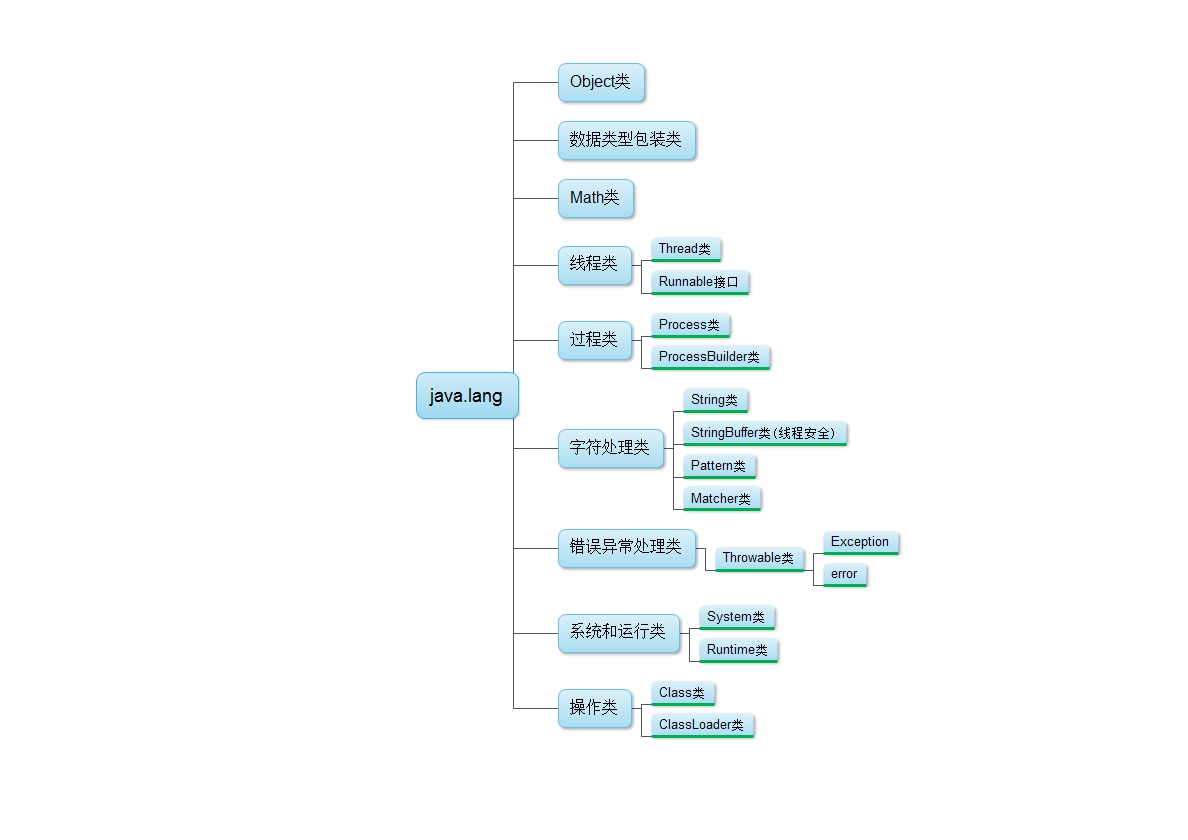 java.lang
Object类
数据类型包装类
Math类
线程类
Thread类
Runnable接口
过程类
Process类
ProcessBuilder类
字符处理类
String类
StringBuffer类(线程安全)
Pattern类
Matcher类
错误异常处理类
Throwable类
Exception
error
系统和运行类
System类
Runtime类
操作类
Class类
ClassLoader类